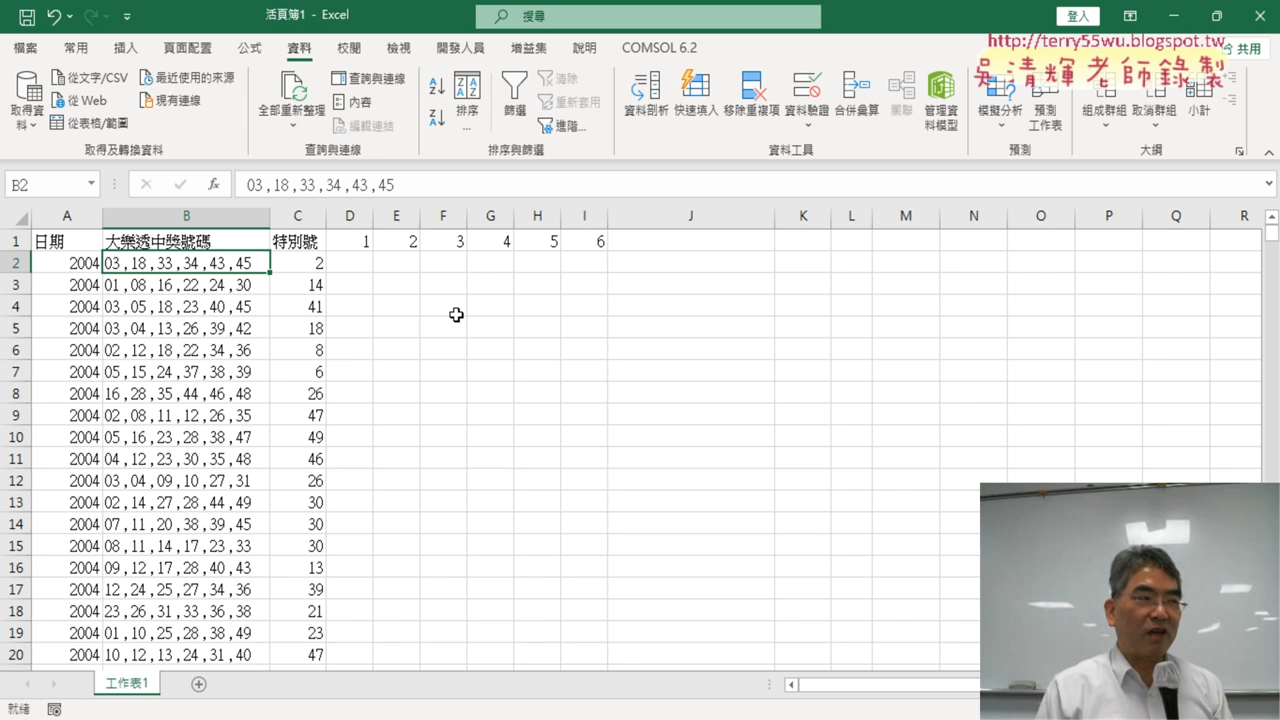 活頁簿1 - Excel
搜尋
登入
檔案 常用 插入 頁面配置 公式 資料 校閱 檢視 開發人員 增益集 說明 COMSOL 6.2
http://terry55wu.blogspot.tw
共用
吳清輝老師錄製
取得資料
從文字/CSV
從 Web
從表格/範圍
最近使用的來源
現有連線
全部重新整理
查詢與連線
內容
編輯連結
排序...
篩選
清除
重新套用
進階...
資料剖析
快速填入
移除重複項
資料驗證
合併彙算
關聯
管理資料模型
模擬分析
預測工作表
組成群組
取消群組
小計
取得及轉換資料 查詢與連線 排序與篩選 資料工具 預測 大綱
B2 fx 03,18,33,34,43,45
A B C D E F G H I J K L M N O P Q R
1 日期 大樂透中獎號碼 特別號 1 2 3 4 5 6
2 2004 03,18,33,34,43,45 2
3 2004 01,08,16,22,24,30 14
4 2004 03,05,18,23,40,45 41
5 2004 03,04,13,26,39,42 18
6 2004 02,12,18,22,34,36 8
7 2004 05,15,24,37,38,39 6
8 2004 16,28,35,44,46,48 26
9 2004 02,08,11,12,26,35 47
10 2004 05,16,23,28,38,47 49
11 2004 04,12,23,30,35,48 46
12 2004 03,04,09,10,27,31 26
13 2004 02,14,27,28,44,49 30
14 2004 07,11,20,38,39,45 30
15 2004 08,11,14,17,23,33 30
16 2004 09,12,17,28,40,43 13
17 2004 12,24,25,27,34,36 39
18 2004 23,26,31,33,36,38 21
19 2004 01,10,25,28,38,49 23
20 2004 10,12,13,24,31,40 47
工作表1
就緒